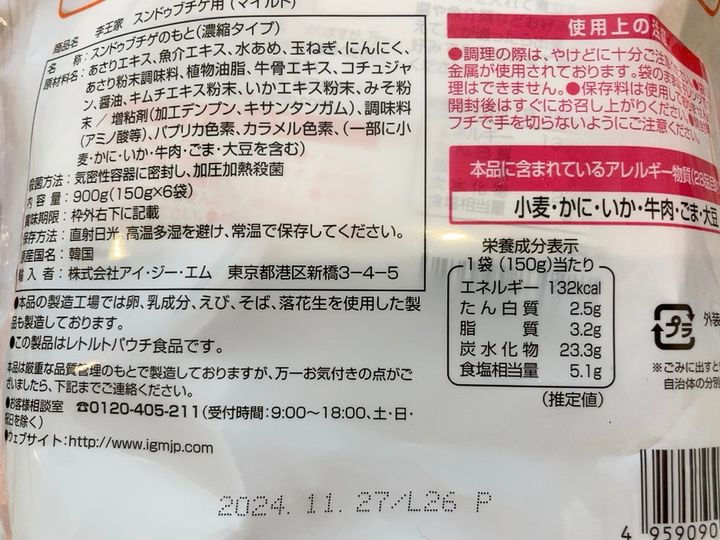 商品名 李王家 スンドゥブチゲ用(マイルド)
名 称:スンドゥブチゲのもと(濃縮タイプ)
原材料名:あさりエキス、魚介エキス、水あめ、玉ねぎ、にんにく、
あさり粉末調味料、植物油脂、牛骨エキス、コチュジャ
ン、醤油、キムチエキス粉末、いかエキス粉末、みそ粉
末/増粘剤(加工デンプン、キサンタンガム)、調味料
(アミノ酸等)、パプリカ色素、カラメル色素、(一部に小
麦・かに・いか・牛肉・ごま・大豆を含む)
殺菌方法:気密性容器に密封し、加圧加熱殺菌
内 容 量:900g(150g×6袋)
賞味期限:枠外右下に記載
保存方法:直射日光、高温多湿を避け、常温で保存してください。
原産国名:韓国
輸 入 者:株式会社アイ・ジー・エム 東京都港区新橋3-4-5
●本品の製造工場では卵、乳成分、えび、そば、落花生を使用した製
品も製造しております。
●この製品はレトルトパウチ食品です。
本品は厳重な品質管理のもとで製造しておりますが、万一お気付きの点がご
ざいましたら、下記までご連絡ください。
●お客様相談室 ☎0120-405-211(受付時間:9:00~18:00、土・日・
祝日を除く)
●ウェブサイト:http://www.igmjp.com
使用上の注
●調理の際は、やけどに十分ご注
金属が使用されております。袋のまま
理はできません。●保存料は使用してお
開封後はすぐにお召し上がりください。
フチで手を切らないようにご注意ください
本品に含まれているアレルギー物質(28品目
小麦・かに・いか・牛肉・ごま・大豆
栄養成分表示
1袋(150g)当たり
エネルギー 132kcal
たん白質 2.5g
脂 質 3.2g
炭水化物 23.3g
食塩相当量 5.1g
(推定値)
プラ
外装
※ごみに出すと
自治体の分別
2024.11.27/L26 P
4 959090